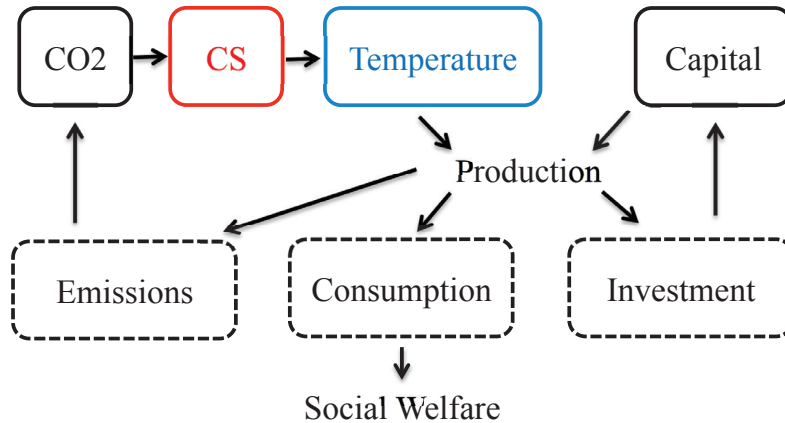 CO2
CS
Temperature
Capital
Production
Emissions
Consumption
Investment
Social Welfare